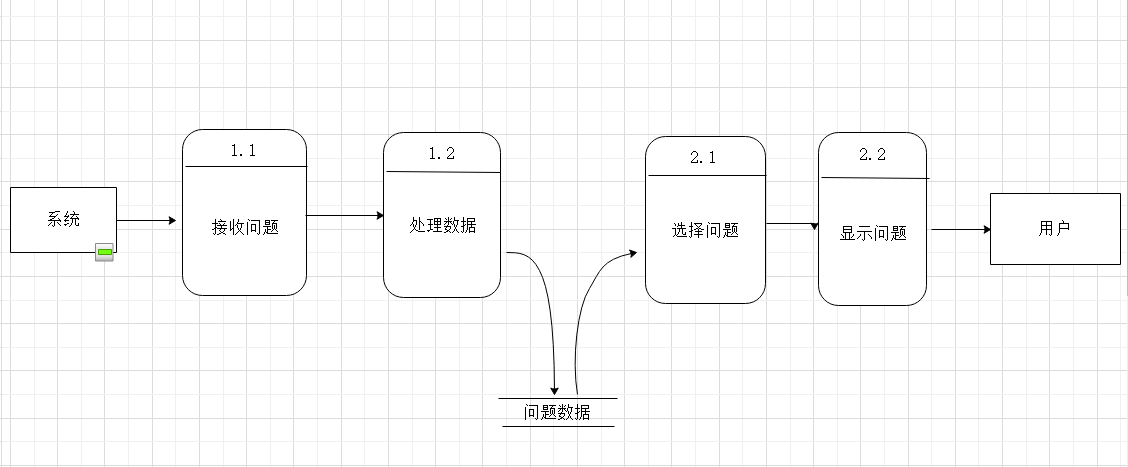 系统
1.1
接收问题
1.2
处理数据
2.1
选择问题
2.2
显示问题
用户
问题数据